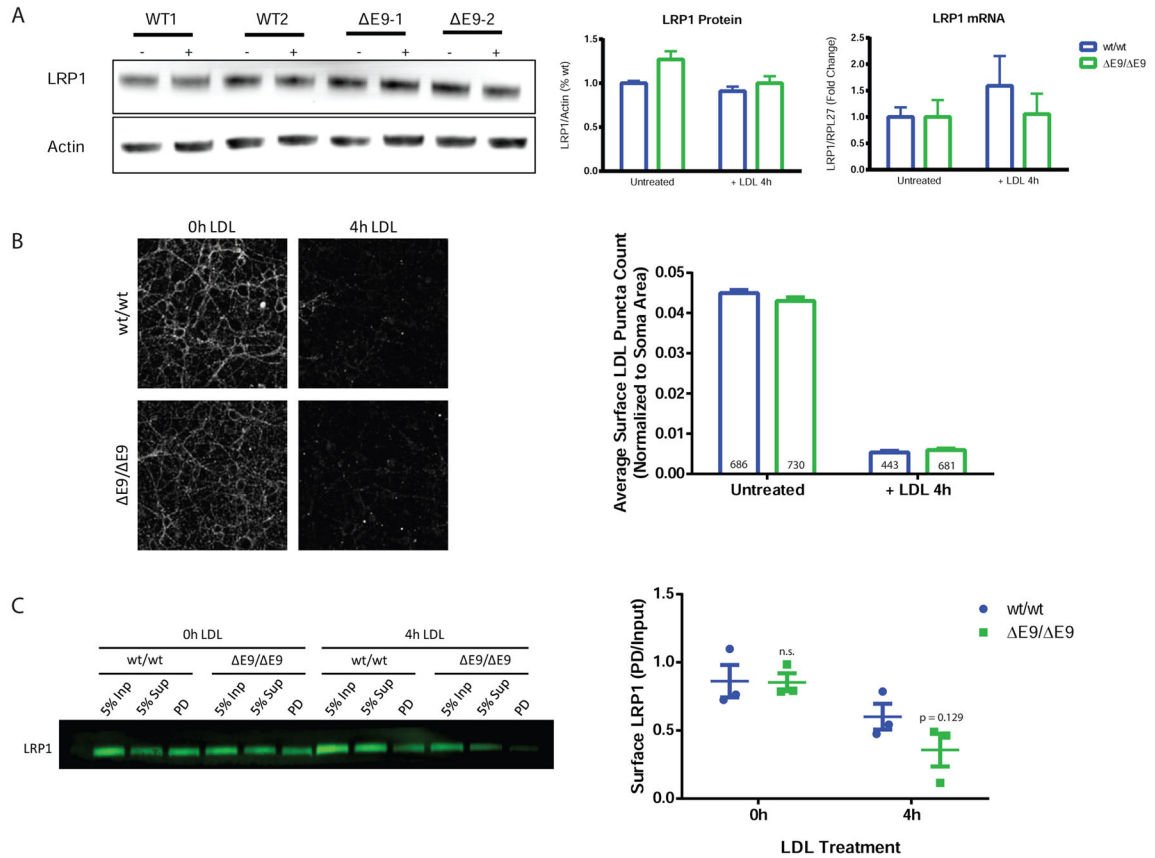 A
WT1 WT2 ΔE9-1 ΔE9-2
- + - + - + - +
LRP1
Actin
LRP1 Protein
LRP1/Actin (% wt)
1.5
1.0
0.5
0.0
Untreated + LDL 4h
LRP1 mRNA
LRP1/RPL27 (Fold Change)
2.5
2.0
1.5
1.0
0.5
0.0
Untreated + LDL 4h
wt/wt
ΔE9/ΔE9
B
0h LDL 4h LDL
wt/wt
ΔE9/ΔE9
Average Surface LDL Puncta Count
(Normalized to Soma Area)
0.05
0.04
0.03
0.02
0.01
0.00
686 730 443 681
Untreated + LDL 4h
C
0h LDL 4h LDL
wt/wt ΔE9/ΔE9 wt/wt ΔE9/ΔE9
5% Inp 5% Sup PD 5% Inp 5% Sup PD 5% Inp 5% Sup PD 5% Inp 5% Sup PD
LRP1
Surface LRP1 (PD/Input)
1.5
1.0
0.5
0.0
n.s.
p = 0.129
0h 4h
LDL Treatment
wt/wt
ΔE9/ΔE9